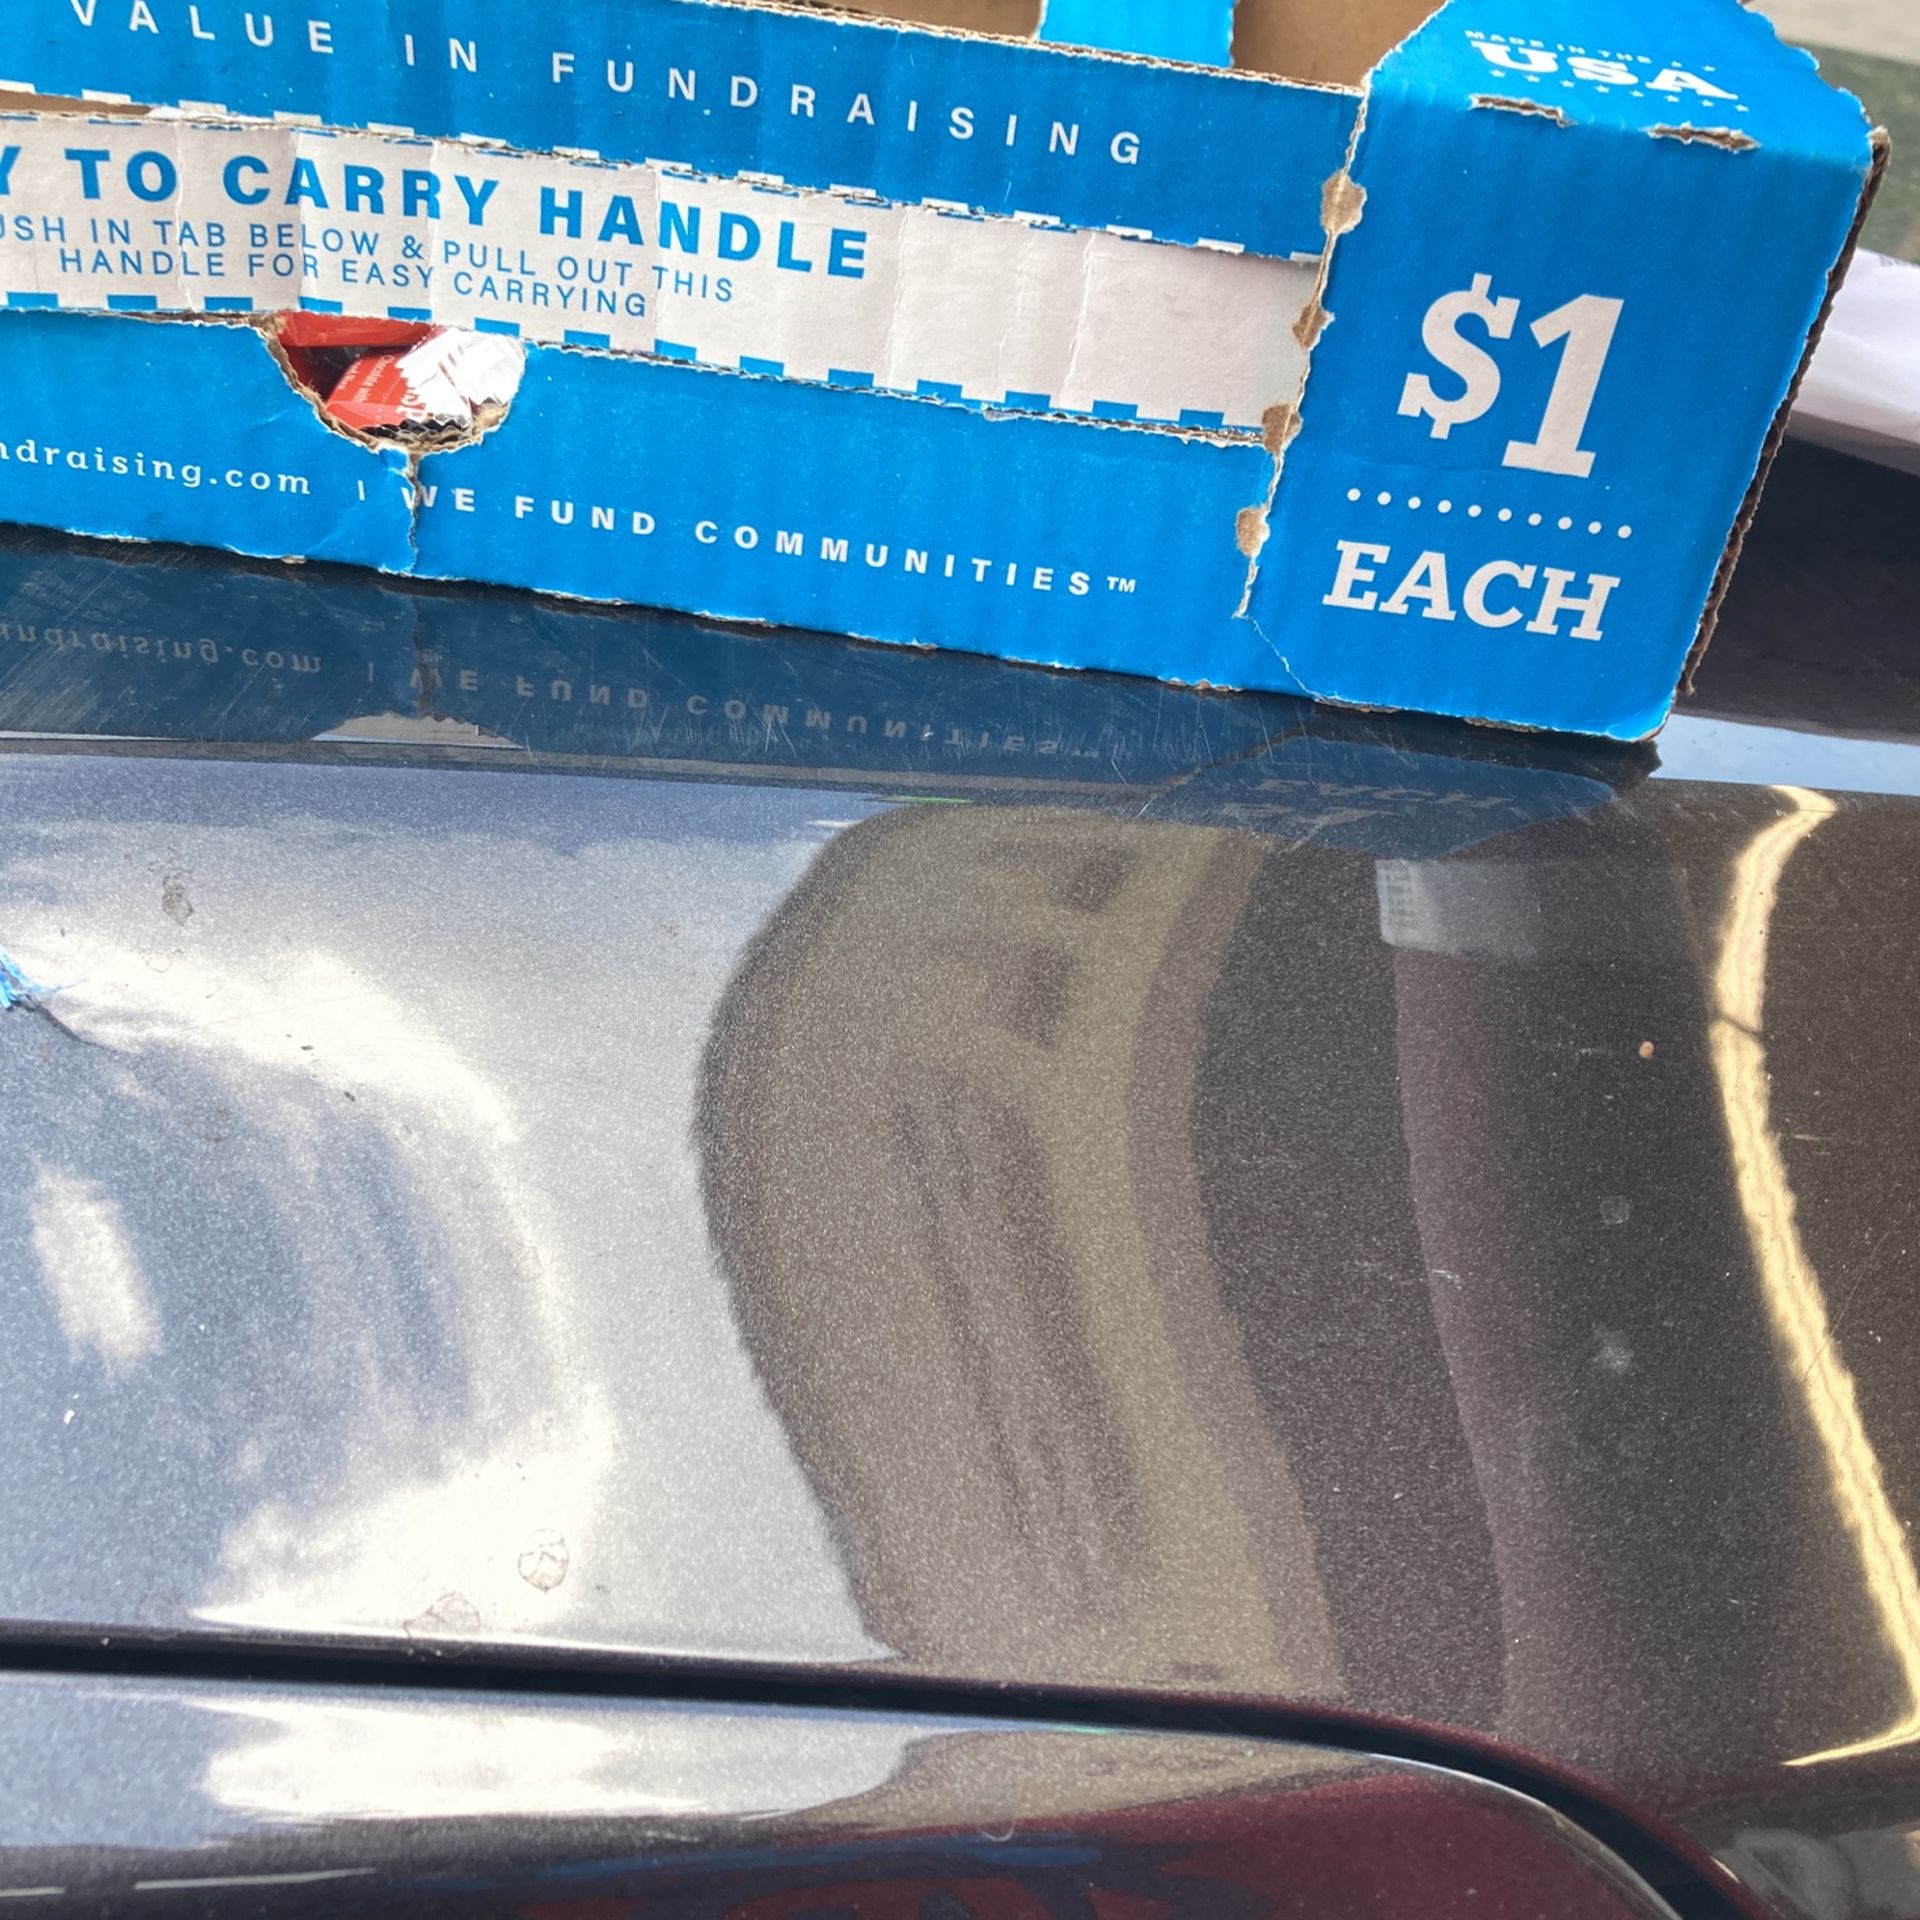 VALUE IN FUNDRAISING
MADE IN THE
USA
Y TO CARRY HANDLE
USH IN TAB BELOW & PULL OUT THIS
HANDLE FOR EASY CARRYING
$1
EACH
ndraising.com | WE FUND COMMUNITIES™